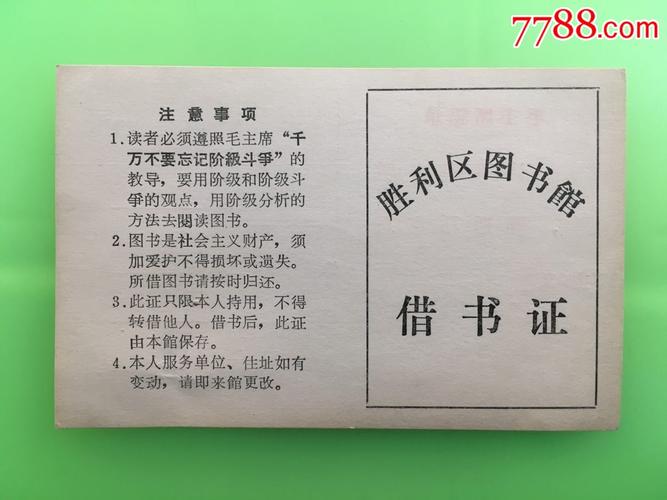 7788.com
注意事项
1.读者必须遵照毛主席“千
万不要忘记阶級斗爭”的
教导，要用阶级和阶级斗
爭的观点，用阶级分析的
方法去閱读图书。
2.图书是社会主义财产，须
加爱护不得损坏或遗失。
所借图书请按时归还。
3.此证只限本人持用，不得
转借他人。借书后，此证
由本館保存。
4.本人服务单位、住址如有
变动，请即来館更改。
胜利区图书館
借书证